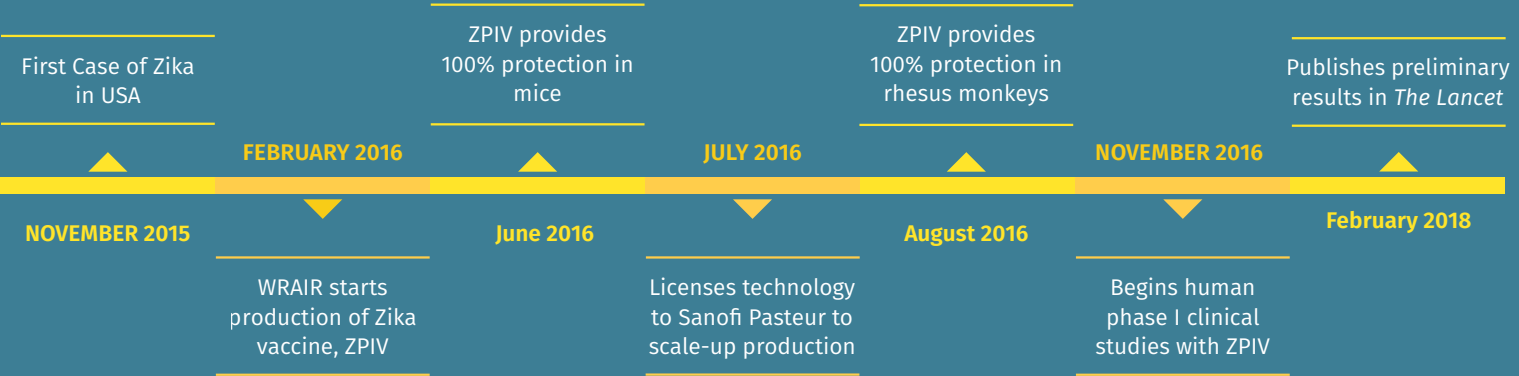 First Case of Zika
in USA
NOVEMBER 2015
FEBRUARY 2016
WRAIR starts
production of Zika
vaccine, ZPIV
ZPIV provides
100% protection in
mice
June 2016
JULY 2016
Licenses technology
to Sanofi Pasteur to
scale-up production
ZPIV provides
100% protection in
rhesus monkeys
August 2016
NOVEMBER 2016
Begins human
phase I clinical
studies with ZPIV
Publishes preliminary
results in The Lancet
February 2018